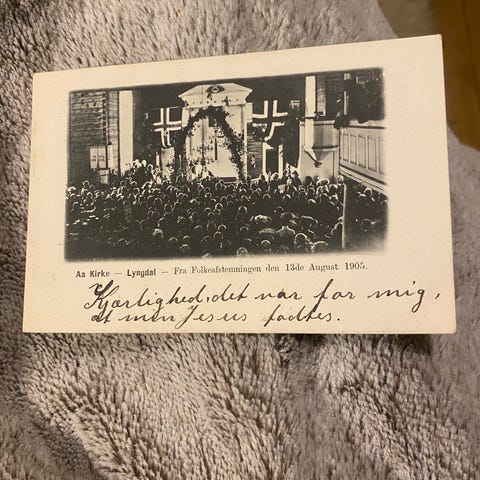 Aa Kirke — Lyngdal — Fra Folkeafstemningen den 13de August 1905.
Kjærlighed, det var for mig,
at min Jesus fødtes.